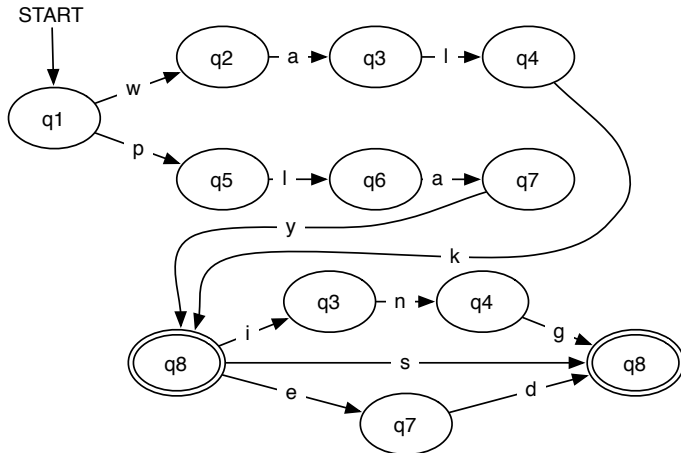 START
q2 a q3 l q4
w
q1
p
q5 l q6 a q7
y
k
q3 n q4
i g
q8 s q8
e d
q7